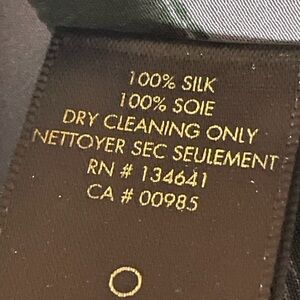 100% SILK
100% SOIE
DRY CLEANING ONLY
NETTOYER SEC SEULEMENT
RN # 134641
CA # 00985